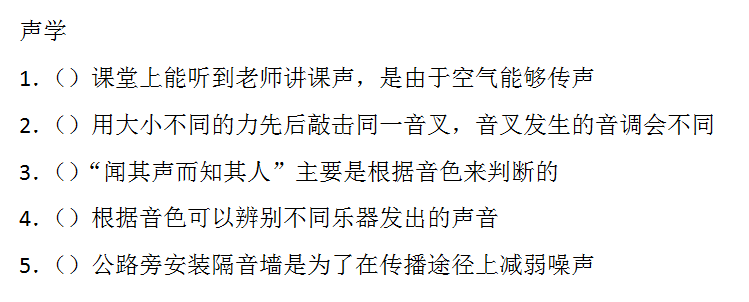 声学
1.（）课堂上能听到老师讲课声，是由于空气能够传声
2.（）用大小不同的力先后敲击同一音叉，音叉发生的音调会不同
3.（）“闻其声而知其人”主要是根据音色来判断的
4.（）根据音色可以辨别不同乐器发出的声音
5.（）公路旁安装隔音墙是为了在传播途径上减弱噪声